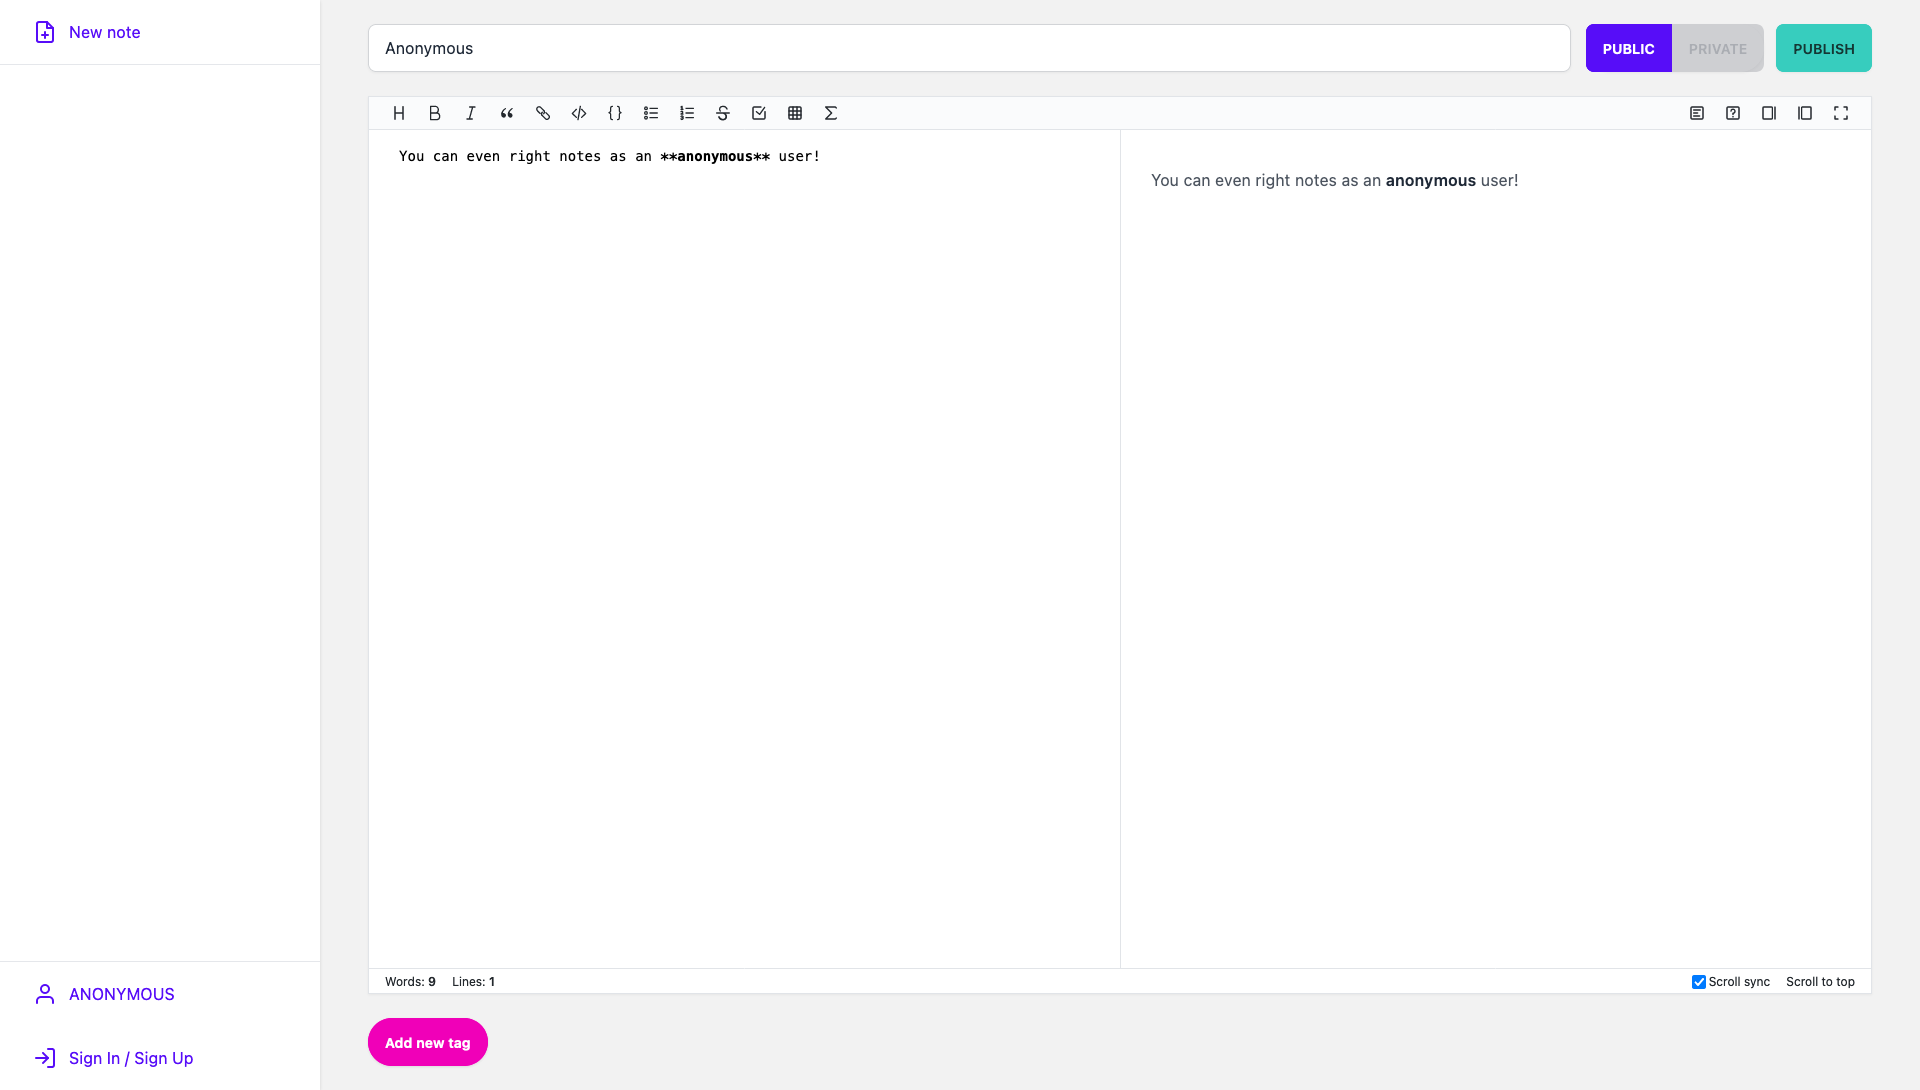 New note
Anonymous
PUBLIC
PRIVATE
PUBLISH
You can even right notes as an **anonymous** user!
You can even right notes as an anonymous user!
Words: 9
Lines: 1
Scroll sync
Scroll to top
ANONYMOUS
Sign In / Sign Up
Add new tag